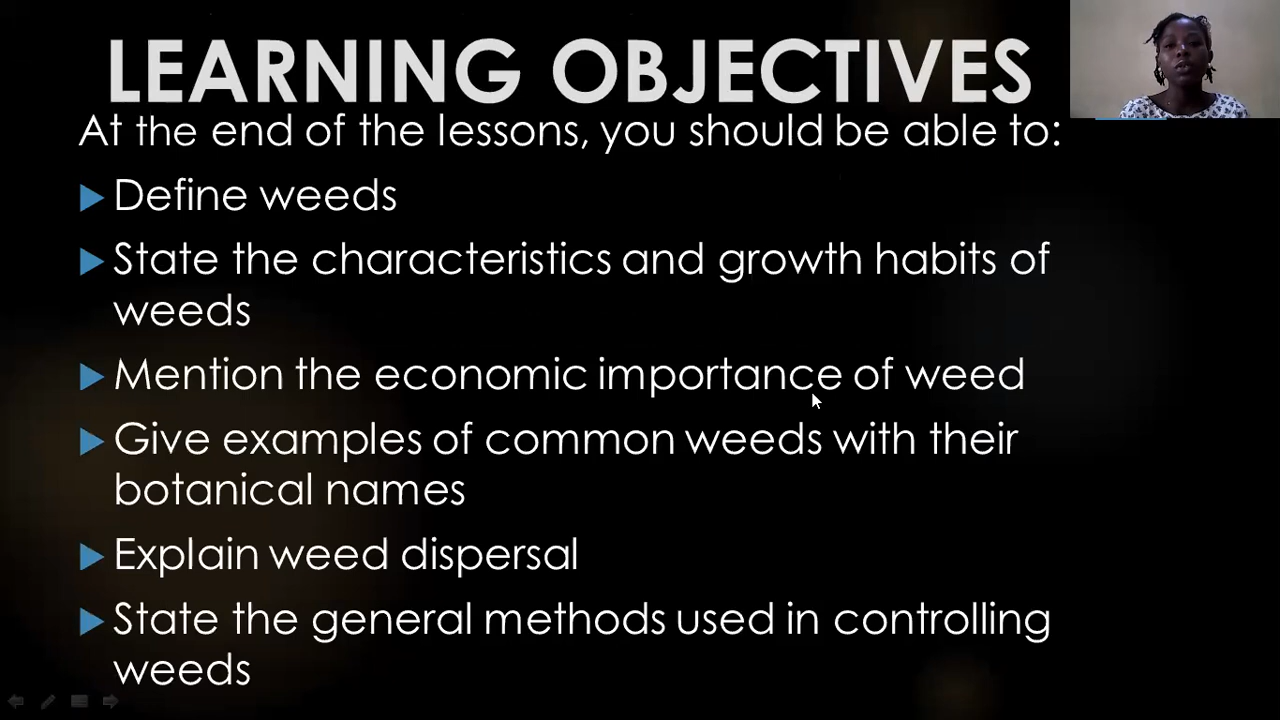 LEARNING OBJECTIVES
At the end of the lessons, you should be able to:
Define weeds
State the characteristics and growth habits of
weeds
Mention the economic importance of weed
Give examples of common weeds with their
botanical names
Explain weed dispersal
State the general methods used in controlling
weeds